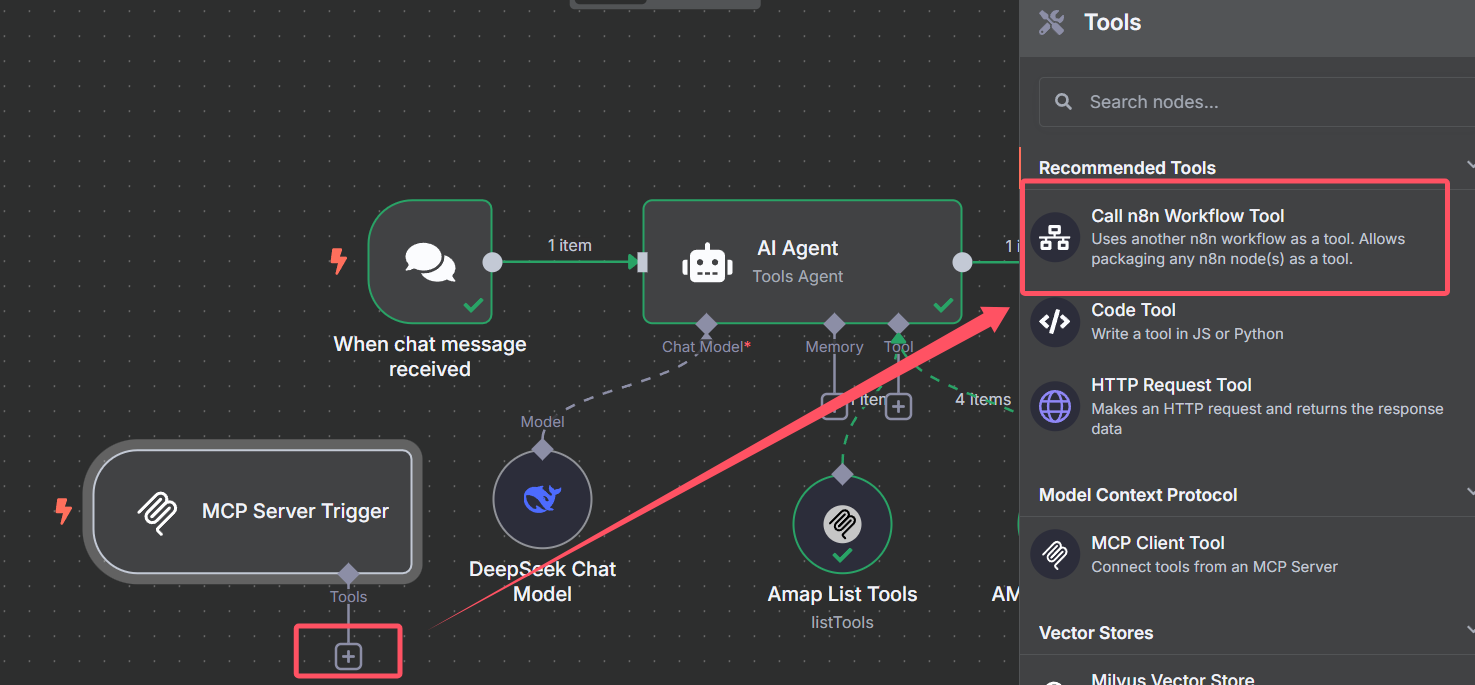 Tools
Search nodes...
Recommended Tools
Call n8n Workflow Tool
Uses another n8n workflow as a tool. Allows
packaging any n8n node(s) as a tool.
Code Tool
Write a tool in JS or Python
HTTP Request Tool
Makes an HTTP request and returns the response
data
Model Context Protocol
MCP Client Tool
Connect tools from an MCP Server
Vector Stores
Milvus Vector Store
1 item
AI Agent
Tools Agent
1 i
When chat message
received
Chat Model*
Memory
Tool
1 item
4 items
Model
MCP Server Trigger
Tools
DeepSeek Chat
Model
Amap List Tools
listTools
AM